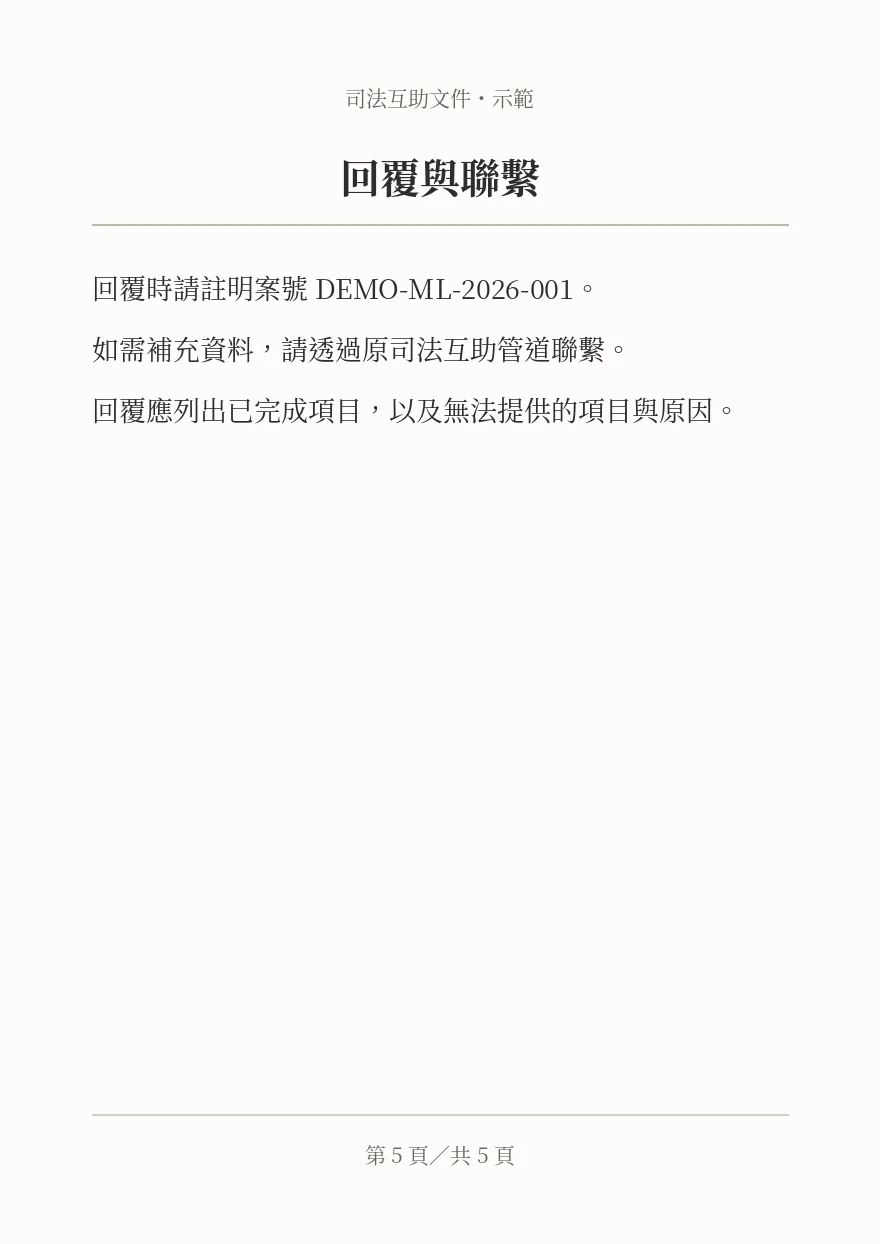 司法互助文件・示範
回覆與聯繫
回覆時請註明案號 DEMO-ML-2026-001。
如需補充資料，請透過原司法互助管道聯繫。
回覆應列出已完成項目，以及無法提供的項目與原因。
第 5 頁／共 5 頁